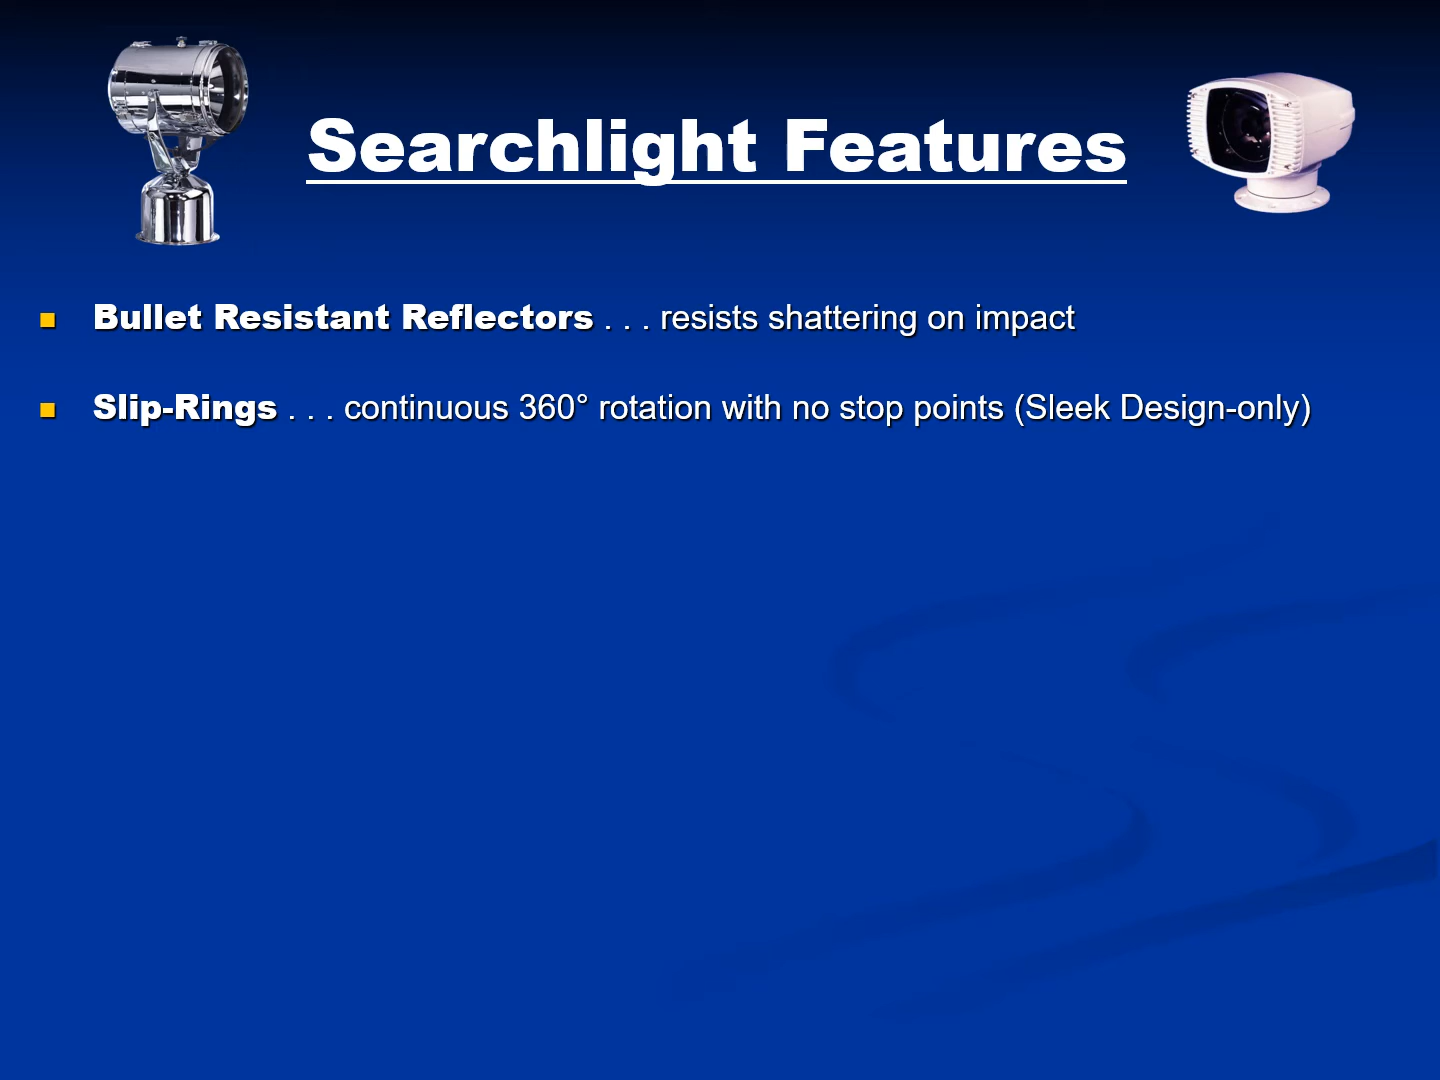 Searchlight Features
Bullet Resistant Reflectors . . . resists shattering on impact
Slip-Rings . . . continuous 360° rotation with no stop points (Sleek Design-only)